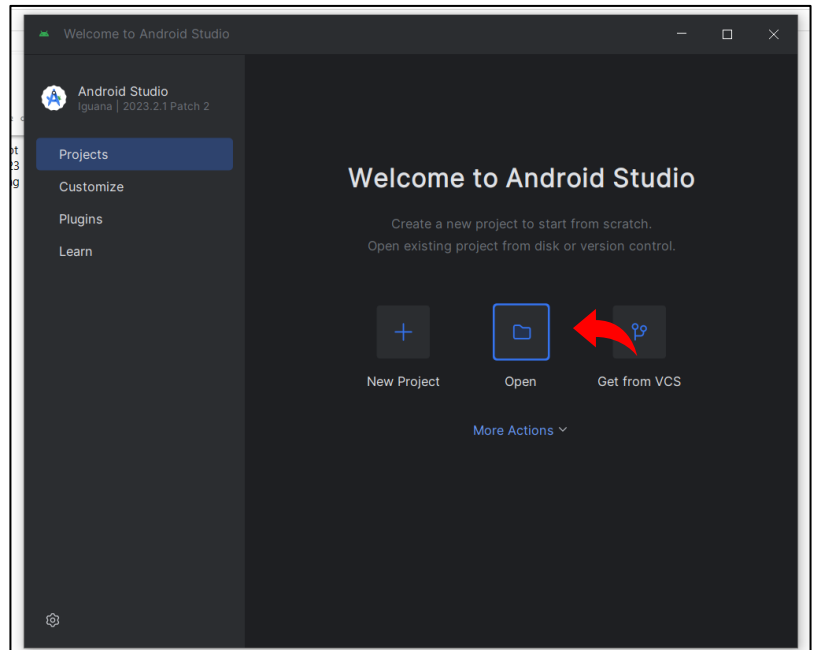 Welcome to Android Studio
Android Studio
Iguana | 2023.2.1 Patch 2
Projects
Customize
Plugins
Learn
Welcome to Android Studio
Create a new project to start from scratch.
Open existing project from disk or version control.
New Project
Open
Get from VCS
More Actions